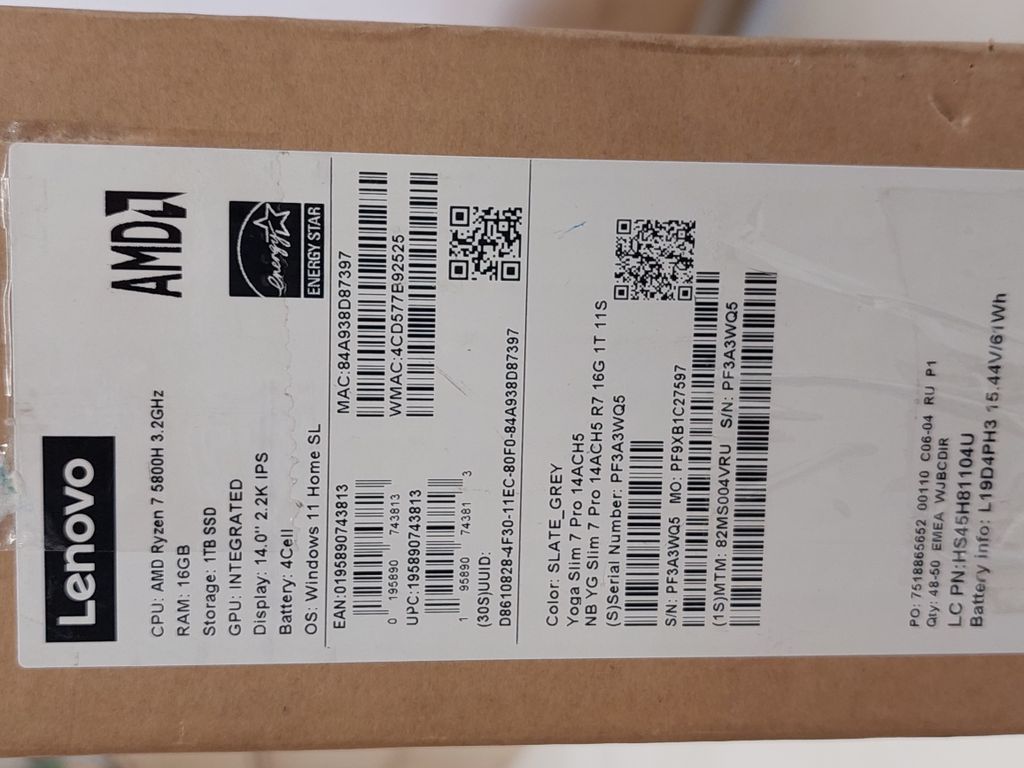 Lenovo
AMD
CPU: AMD Ryzen 7 5800H 3.2GHz
RAM: 16GB
Storage: 1TB SSD
GPU: INTEGRATED
Display: 14.0" 2.2K IPS
Battery: 4Cell
OS: Windows 11 Home SL
energy
ENERGY STAR
EAN:0195890743813
0 195890 743813
UPC:195890743813
1 95890 74381 3
MAC:84A938D87397
WMAC:4CD577B92525
(30S)UUID:
D8610828-4F30-11EC-80F0-84A938D87397
Color: SLATE_GREY
Yoga Slim 7 Pro 14ACH5
NB YG Slim 7 Pro 14ACH5 R7 16G 1T 11S
(S)Serial Number: PF3A3WQ5
S/N: PF3A3WQ5 MO: PF9XB1C27597
(1S)MTM: 82MS004VRU S/N: PF3A3WQ5
PO: 7518865652 00110 C06-04 RU P1
Qty: 48-50 EMEA WJBCDIR
LC PN:HS45H81104U
Battery info: L19D4PH3 15.44V/61Wh